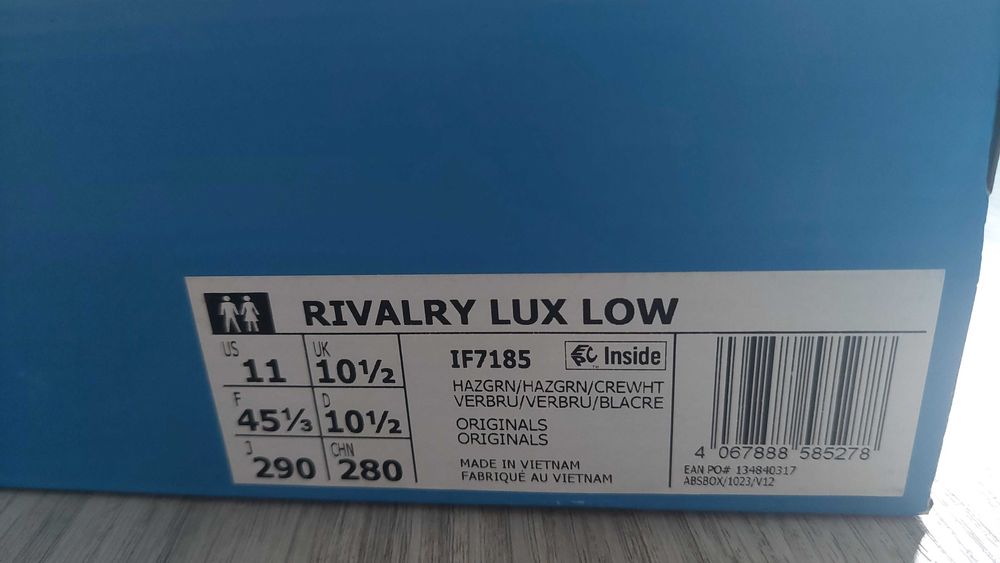 RIVALRY LUX LOW
US 11 UK 10½
F 45⅓ D 10½
J 290 CHN 280
IF7185 Inside
HAZGRN/HAZGRN/CREWHT
VERBRU/VERBRU/BLACRE
ORIGINALS
ORIGINALS
MADE IN VIETNAM
FABRIQUÉ AU VIETNAM
4 067888 585278
EAN PO# 134840317
ABSBOX/1023/V12